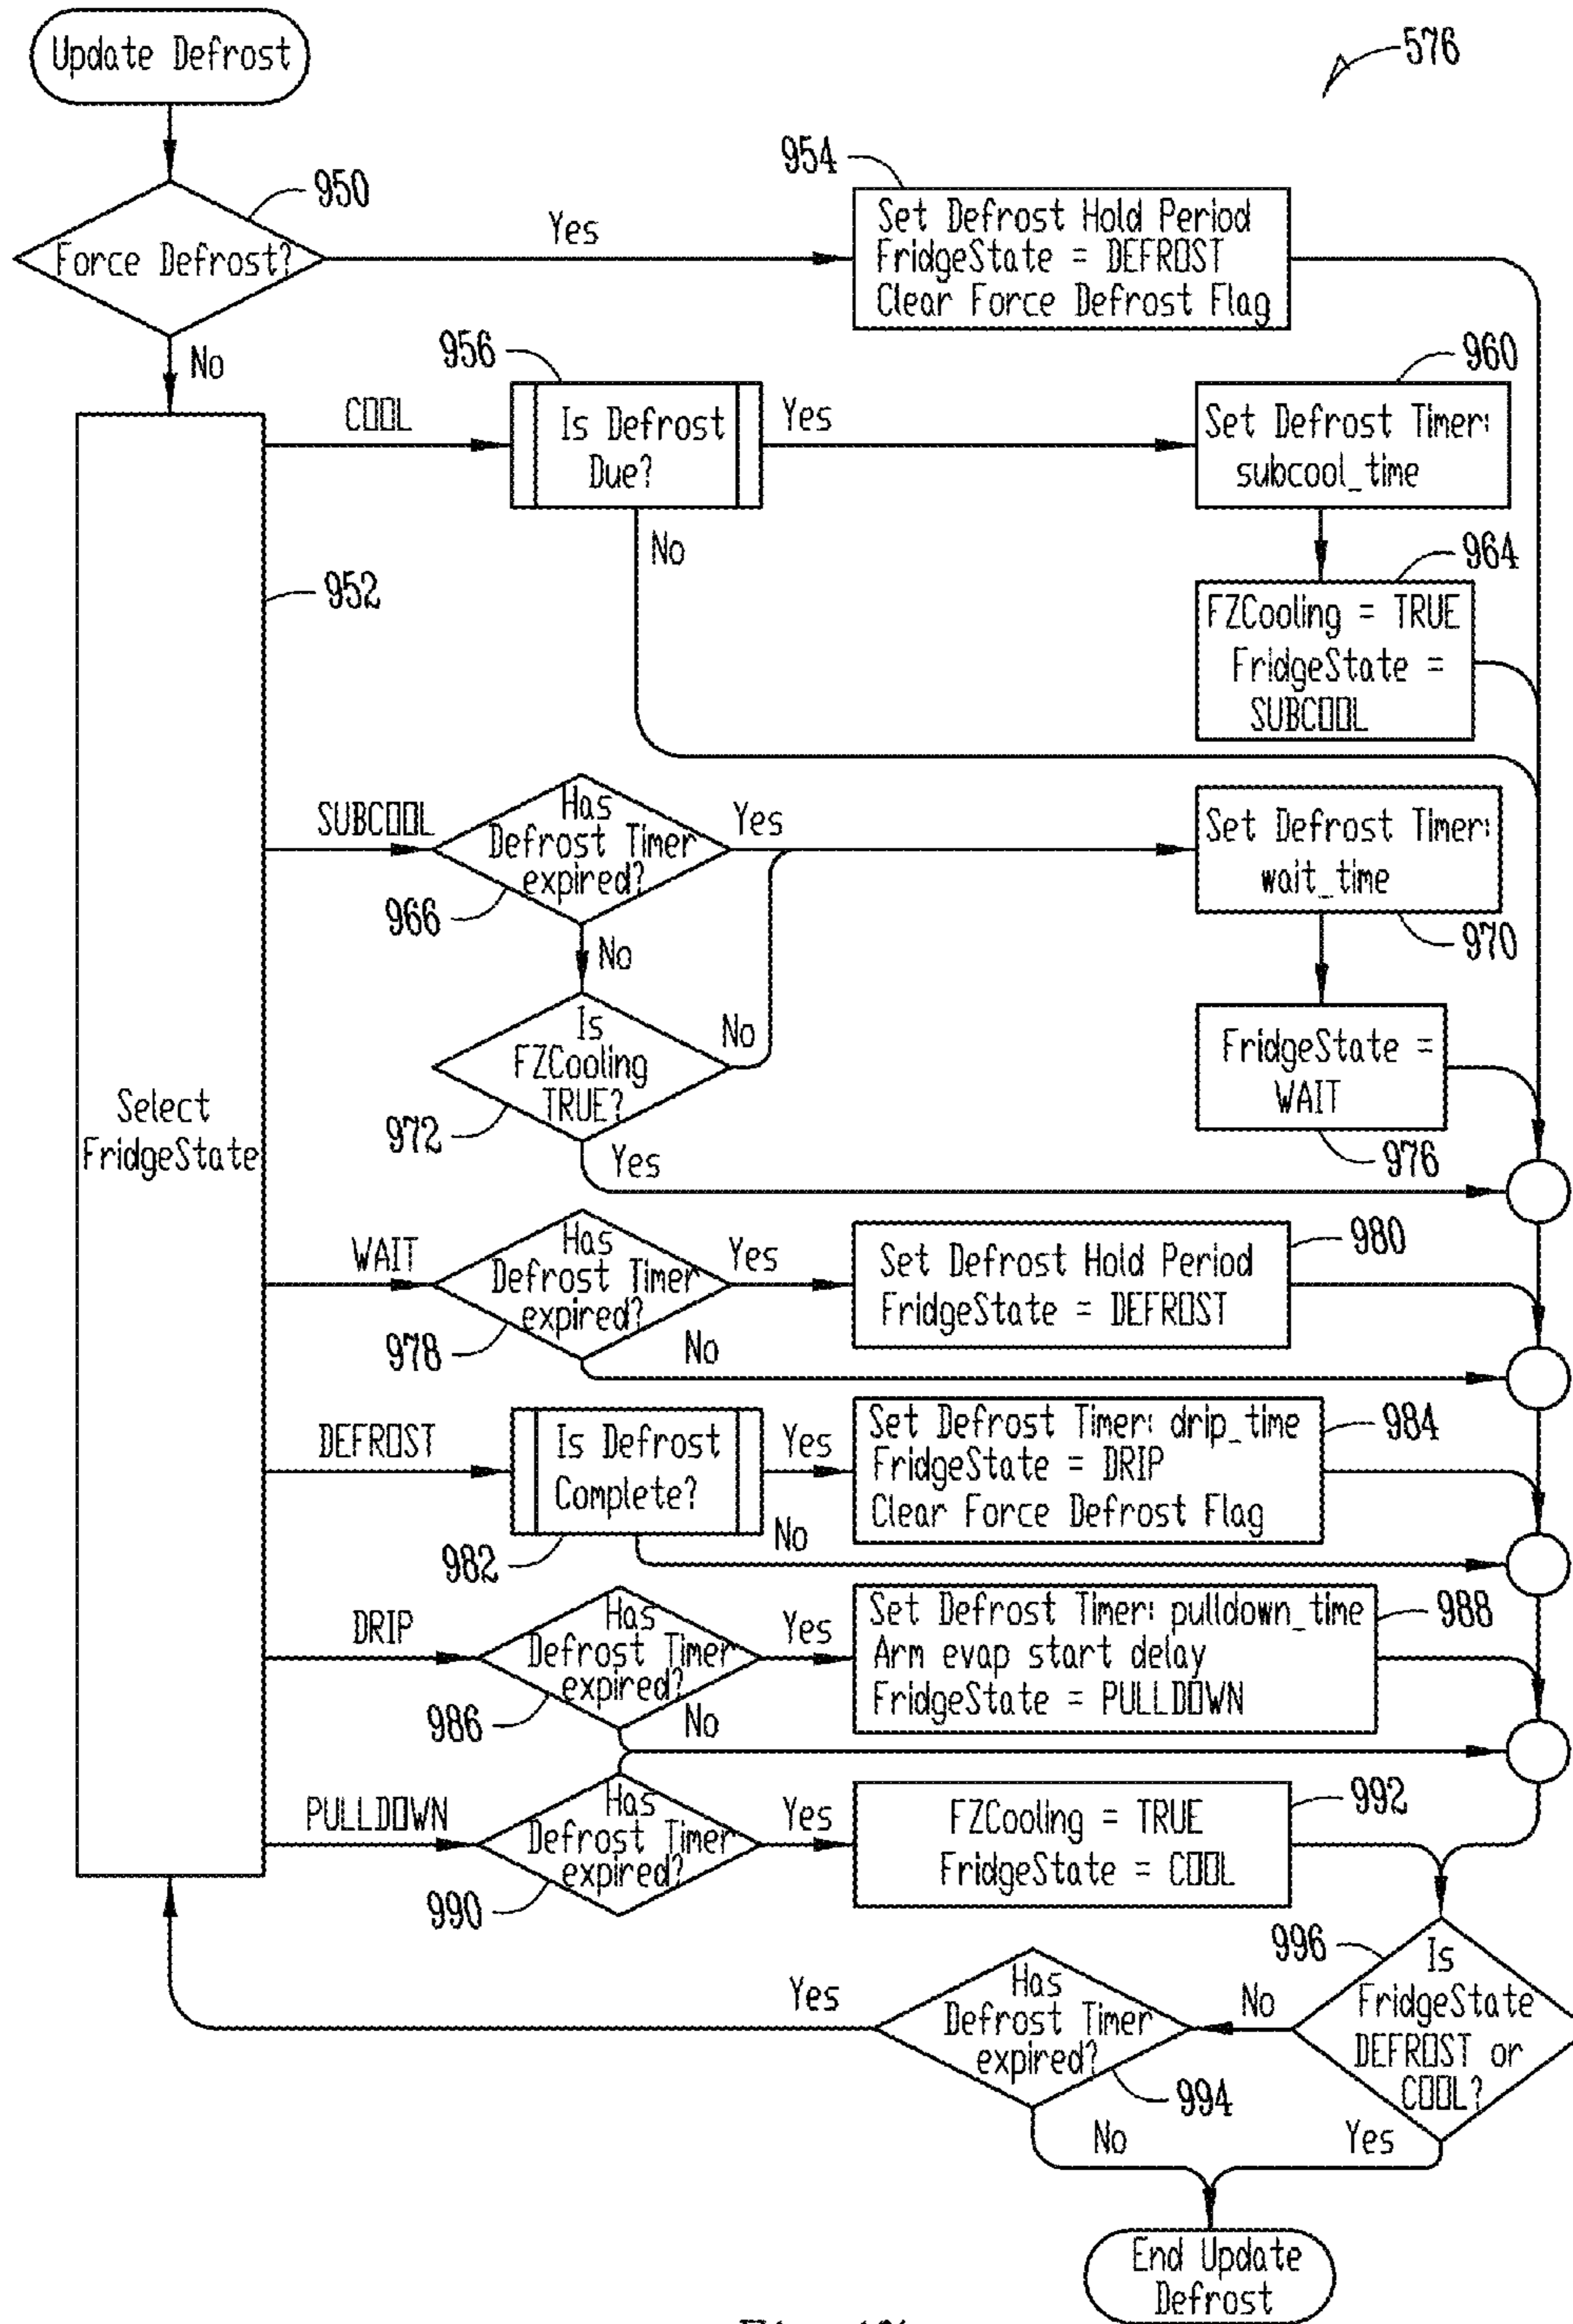 Update Defrost
576
950
Force Defrost?
Yes
No
954
Set Defrost Hold Period
FridgeState = DEFROST
Clear Force Defrost Flag
Select
FridgeState
952
COOL
956
Is Defrost
Due?
Yes
No
960
Set Defrost Timer:
subcool_time
964
FZCooling = TRUE
FridgeState =
SUBCOOL
SUBCOOL
Has
Defrost Timer
expired?
966
Yes
No
Set Defrost Timer:
wait_time
970
Is
FZCooling
TRUE?
972
No
Yes
FridgeState =
WAIT
976
WAIT
Has
Defrost Timer
expired?
978
Yes
No
Set Defrost Hold Period
FridgeState = DEFROST
980
DEFROST
Is Defrost
Complete?
982
Yes
No
Set Defrost Timer: drip_time
FridgeState = DRIP
Clear Force Defrost Flag
984
DRIP
Has
Defrost Timer
expired?
986
Yes
No
Set Defrost Timer: pulldown_time
Arm evap start delay
FridgeState = PULLDOWN
988
PULLDOWN
Has
Defrost Timer
expired?
990
Yes
FZCooling = TRUE
FridgeState = COOL
992
996
Is
FridgeState
DEFROST or
COOL?
No
Yes
Has
Defrost Timer
expired?
994
Yes
No
End Update
Defrost